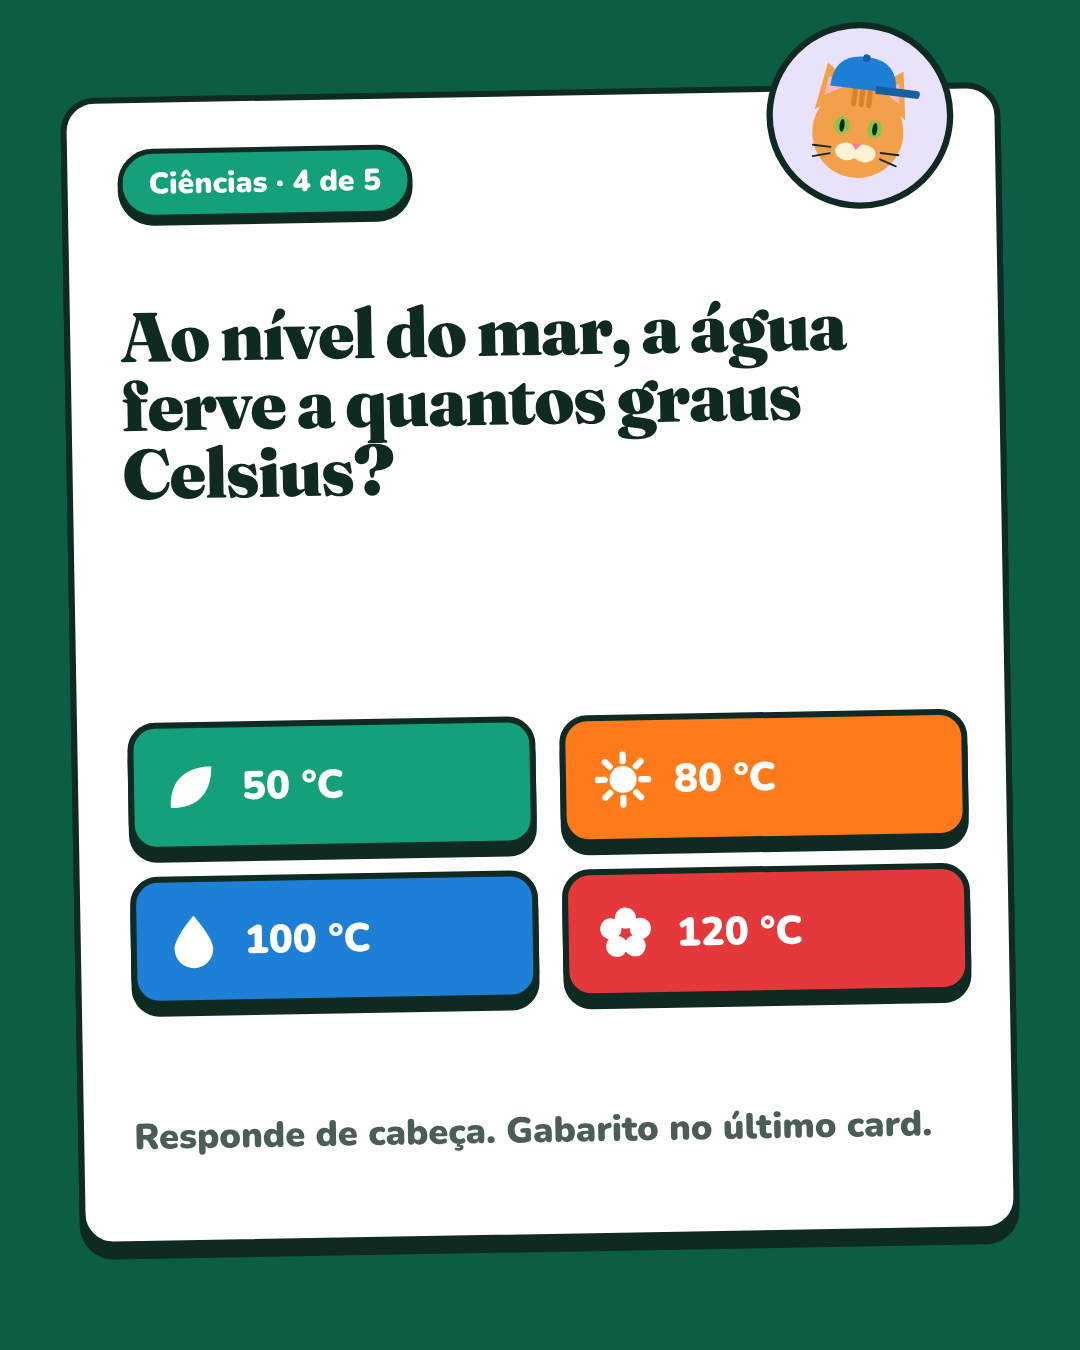 Ciências · 4 de 5
Ao nível do mar, a água
ferve a quantos graus
Celsius?
50 °C
80 °C
100 °C
120 °C
Responde de cabeça. Gabarito no último card.